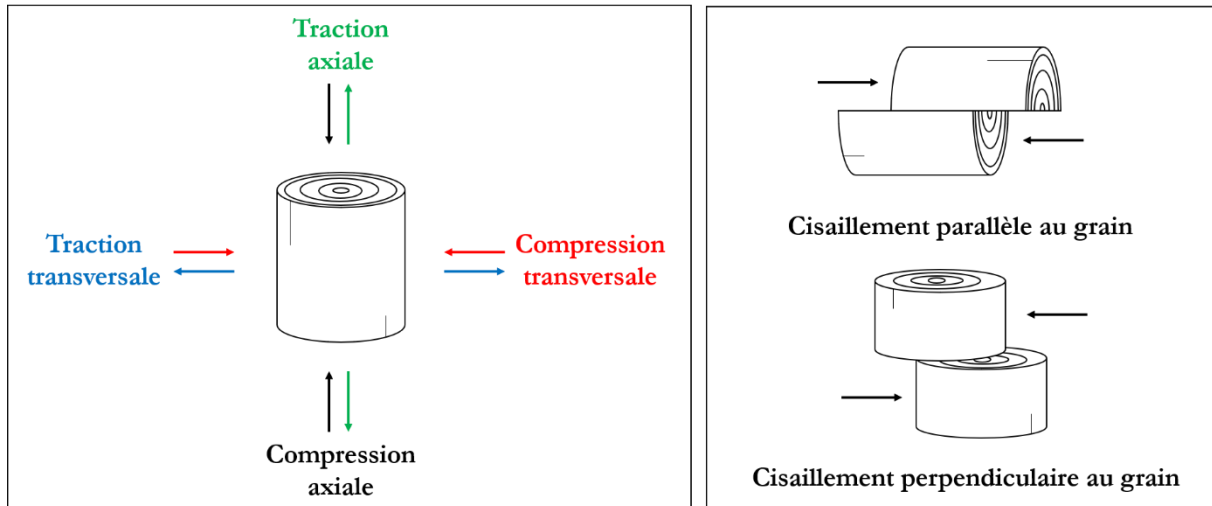 Traction
axiale
Traction
transversale
Compression
transversale
Compression
axiale
Cisaillement parallèle au grain
Cisaillement perpendiculaire au grain